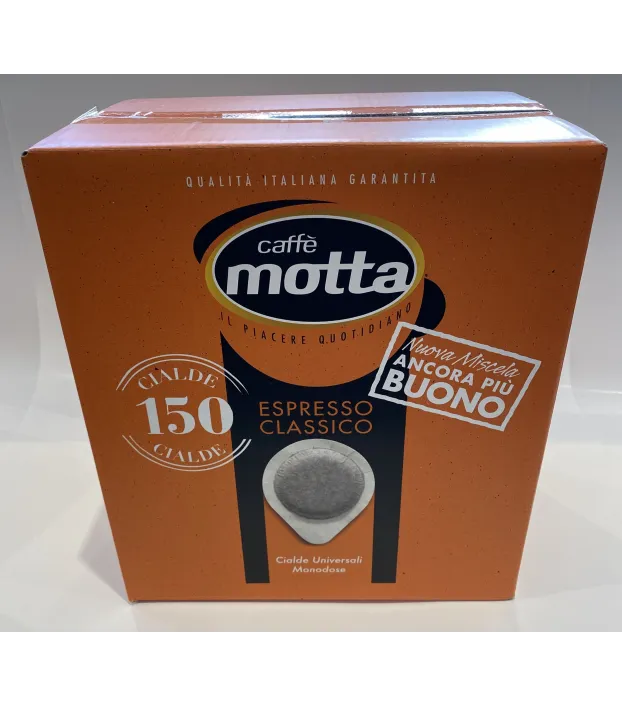 QUALITÀ ITALIANA GARANTITA
caffè
motta
IL PIACERE QUOTIDIANO
Nuova Miscela
ANCORA PIÙ
BUONO
CIALDE
150
CIALDE
ESPRESSO
CLASSICO
Cialde Universali
Monodose